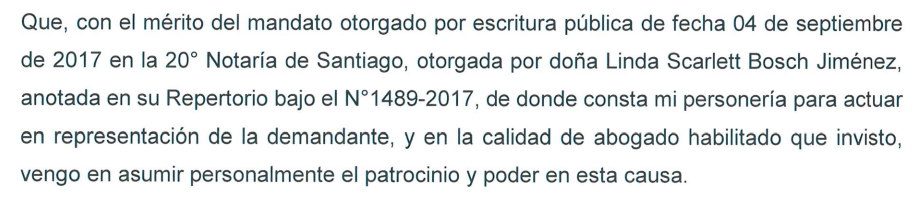 Que, con el mérito del mandato otorgado por escritura pública de fecha 04 de septiembre
de 2017 en la 20° Notaría de Santiago, otorgada por doña Linda Scarlett Bosch Jiménez,
anotada en su Repertorio bajo el N°1489-2017, de donde consta mi personería para actuar
en representación de la demandante, y en la calidad de abogado habilitado que invisto,
vengo en asumir personalmente el patrocinio y poder en esta causa.